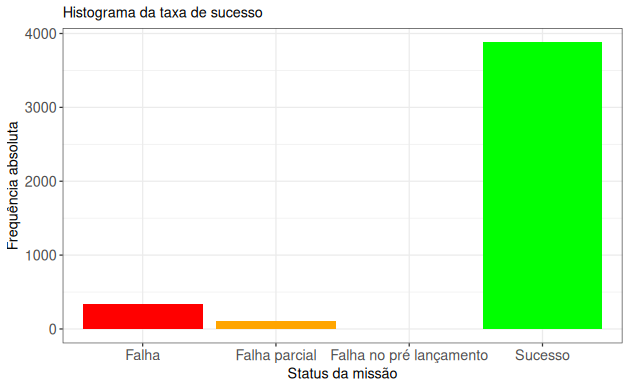 Histograma da taxa de sucesso
Frequência absoluta
4000
3000
2000
1000
0
Falha
Falha parcial
Falha no pré lançamento
Sucesso
Status da missão